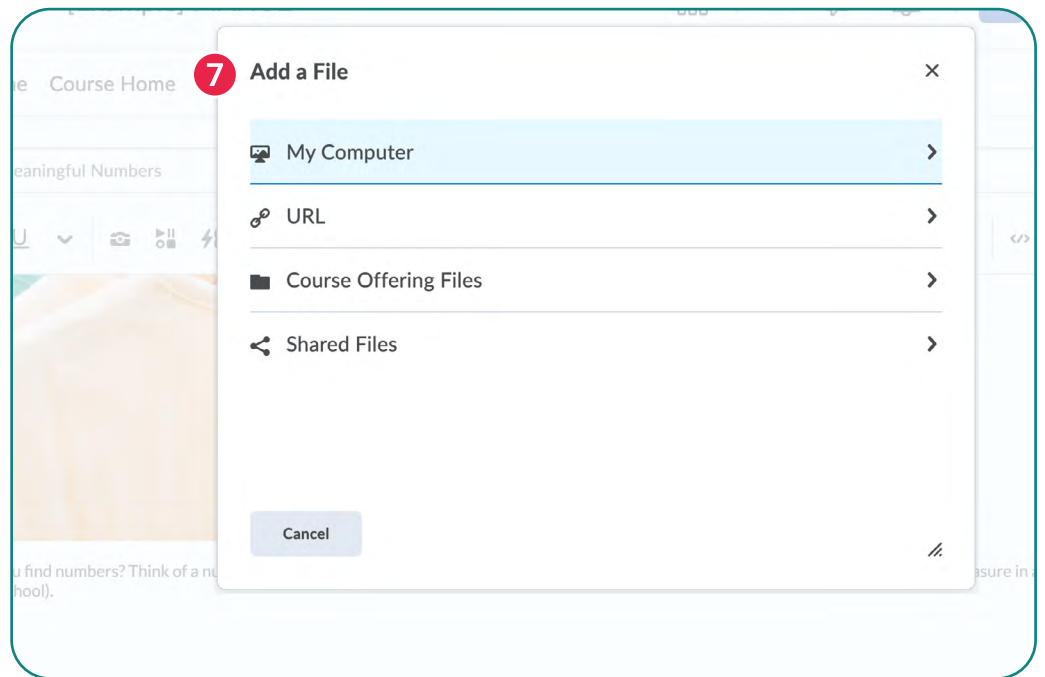 7
Add a File
Course Home
My Computer
eaningful Numbers
URL
U
Course Offering Files
Shared Files
Cancel
u find numbers? Think of a nu
asure in a
hool).